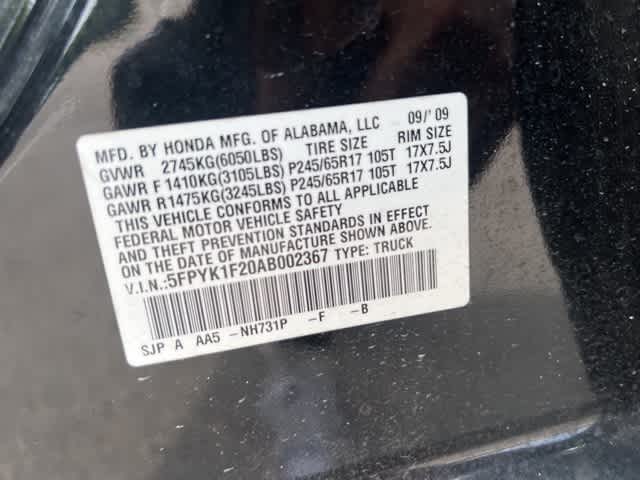 MFD. BY HONDA MFG. OF ALABAMA, LLC 09/'09
GVWR 2745KG(6050LBS) TIRE SIZE RIM SIZE
GAWR F 1410KG(3105LBS) P245/65R17 105T 17X7.5J
GAWR R 1475KG(3245LBS) P245/65R17 105T 17X7.5J
THIS VEHICLE CONFORMS TO ALL APPLICABLE
FEDERAL MOTOR VEHICLE SAFETY
AND THEFT PREVENTION STANDARDS IN EFFECT
ON THE DATE OF MANUFACTURE SHOWN ABOVE.
V.I.N.:5FPYK1F20AB002367 TYPE: TRUCK
SJP A AA5 -NH731P -F -B